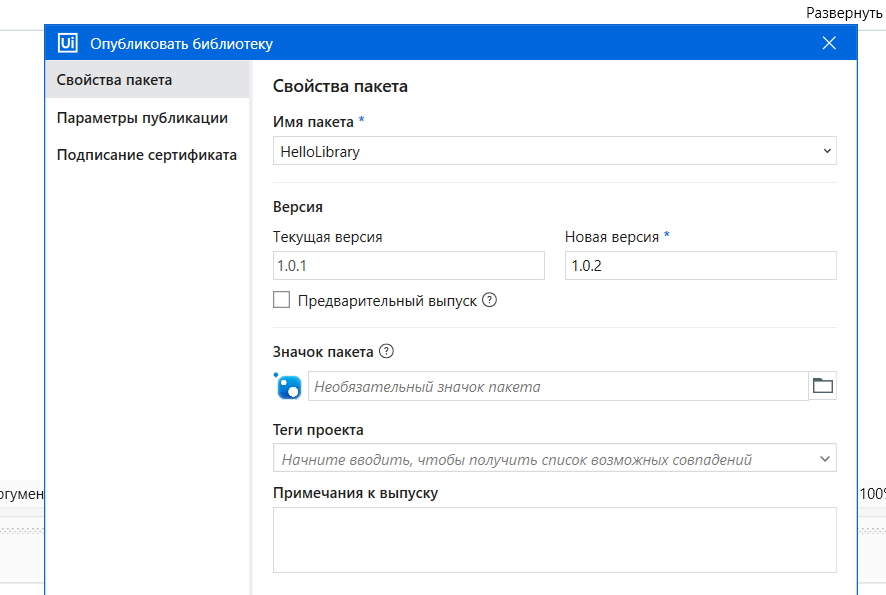 Развернуть
Ui Опубликовать библиотеку
Свойства пакета
Параметры публикации
Подписание сертификата
Свойства пакета
Имя пакета *
HelloLibrary
Версия
Текущая версия
1.0.1
Новая версия *
1.0.2
Предварительный выпуск ?
Значок пакета ?
Необязательный значок пакета
Теги проекта
Начните вводить, чтобы получить список возможных совпадений
Примечания к выпуску
100%